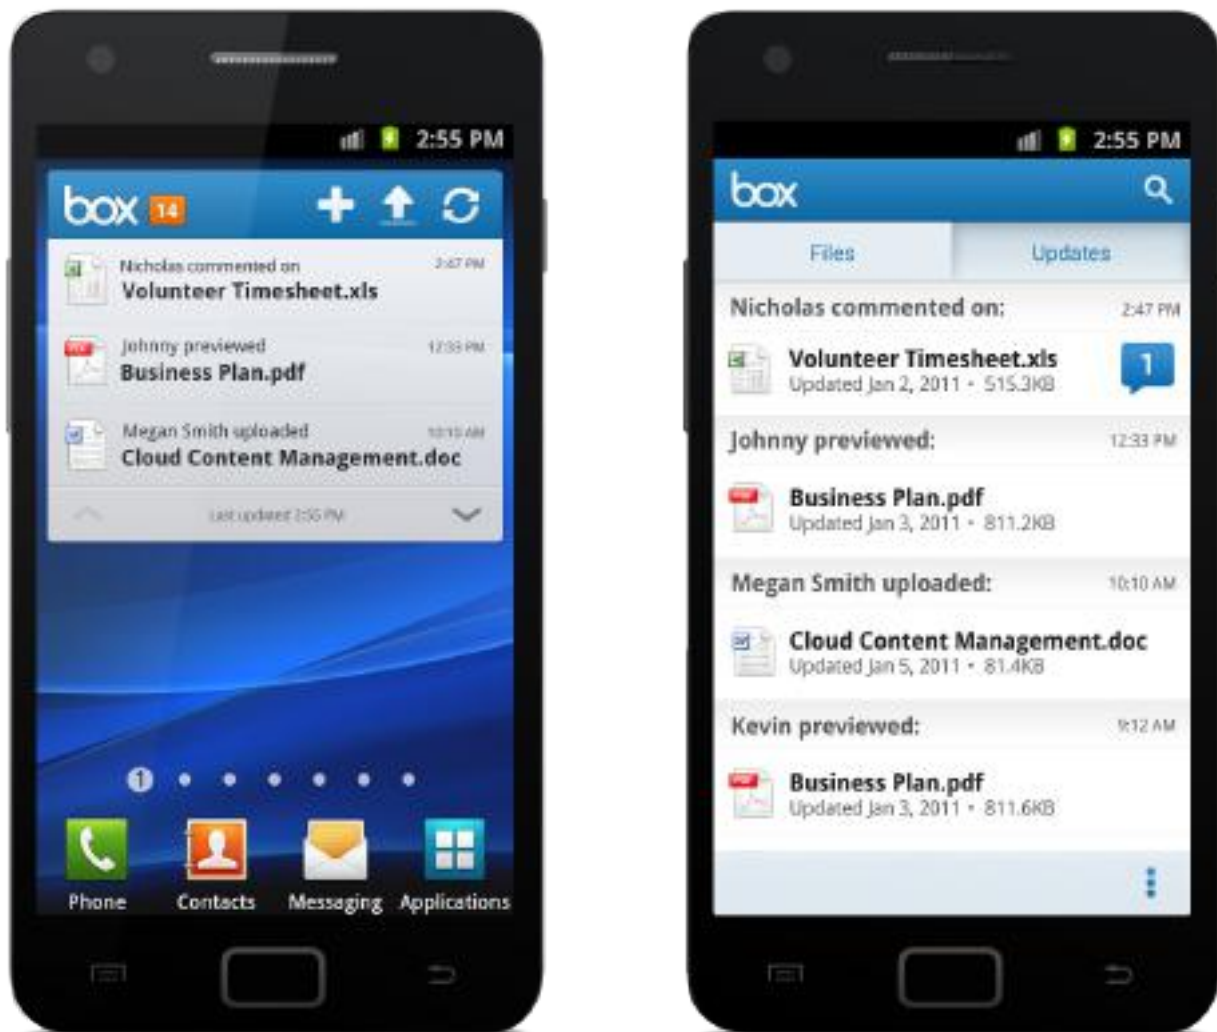 2:55 PM
box 14
Nicholas commented on 2:47 PM
Volunteer Timesheet.xls
Johnny previewed 12:33 PM
Business Plan.pdf
Megan Smith uploaded 10:10 AM
Cloud Content Management.doc
Last updated 2:55 PM
1
Phone Contacts Messaging Applications
2:55 PM
box
Files Updates
Nicholas commented on: 2:47 PM
Volunteer Timesheet.xls
Updated Jan 2, 2011 • 515.3KB
1
Johnny previewed: 12:33 PM
PDF
Business Plan.pdf
Updated Jan 3, 2011 • 811.2KB
Megan Smith uploaded: 10:10 AM
Cloud Content Management.doc
Updated Jan 5, 2011 • 81.4KB
Kevin previewed: 9:12 AM
PDF
Business Plan.pdf
Updated Jan 3, 2011 • 811.6KB